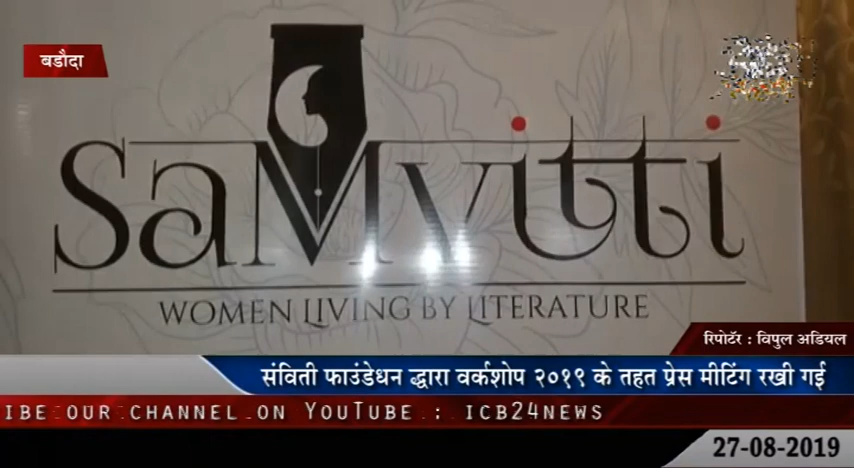 बडौदा
SaMvitti
WOMEN LIVING BY LITERATURE
रिपोर्टर : विपुल अडियल
संविती फाउंडेधन द्धारा वर्कशोप २०१९ के तहत प्रेस मीटिंग रखी गई
IBE OUR CHANNEL ON YOUTUBE : ICB24NEWS
27-08-2019